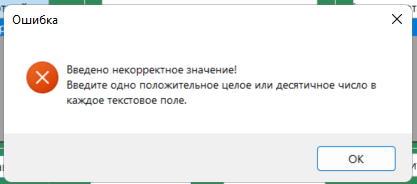 Ошибка
Введено некорректное значение!
Введите одно положительное целое или десятичное число в
каждое текстовое поле.
OK